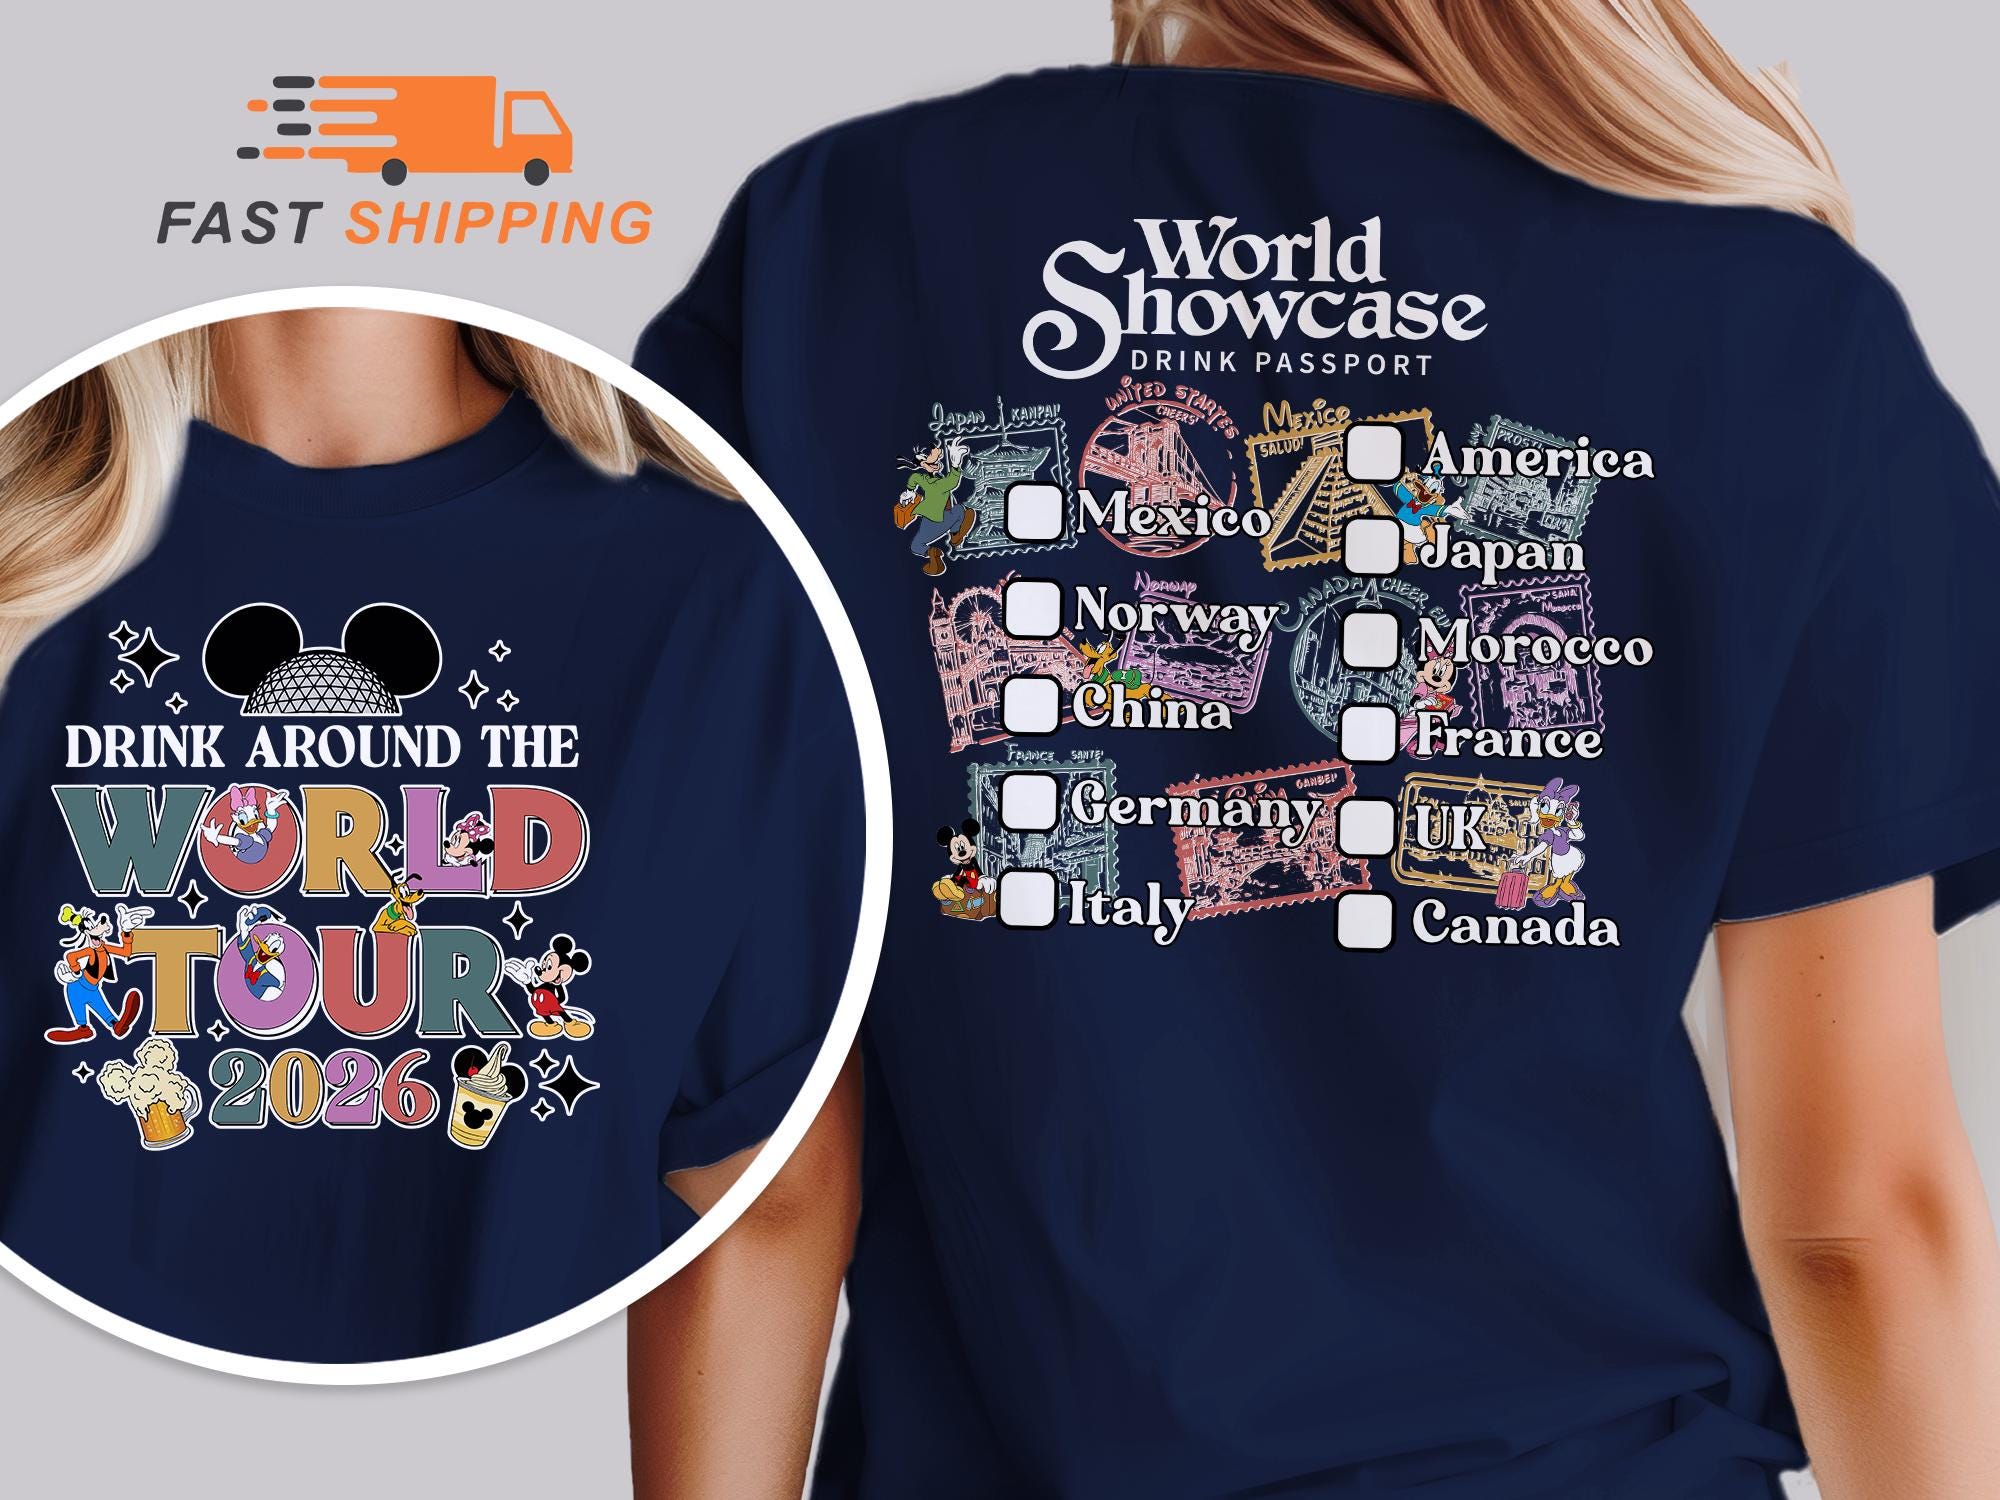 FAST SHIPPING
DRINK AROUND THE
WORLD
TOUR
2026
World
Showcase
DRINK PASSPORT
JAPAN KANPAI!
UNITED STARTES
CHEERS!
MEXICO
SALUD!
PROST!
America
Mexico
Japan
NORWAY
CANADA CHEER
Norway
SAHA
MOROCCO
Morocco
China
France
FRANCE SANTE!
GANBEI!
Germany
UK
Italy
Canada